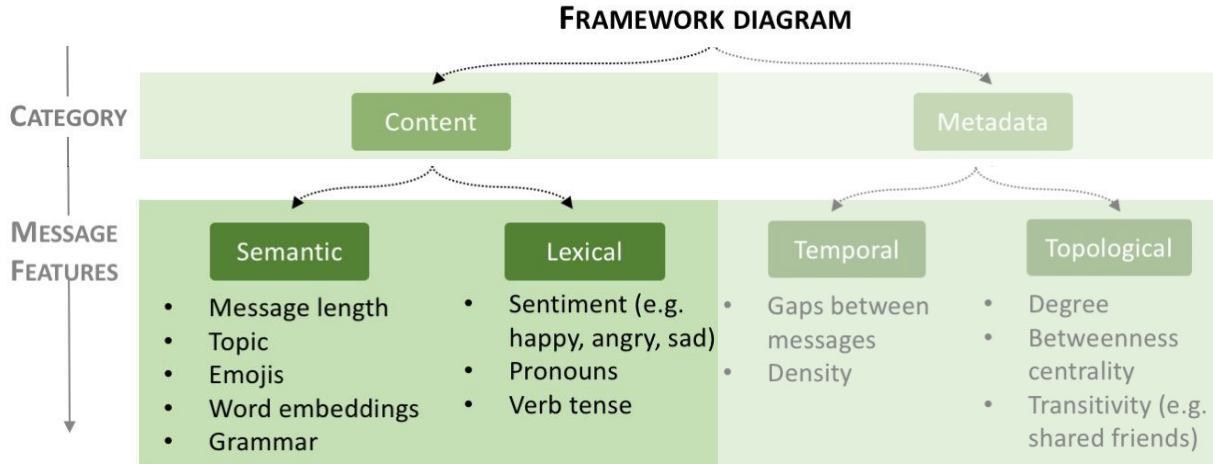 FRAMEWORK DIAGRAM
CATEGORY
Content
Metadata
MESSAGE
FEATURES
Semantic
• Message length
• Topic
• Emojis
• Word embeddings
• Grammar
Lexical
• Sentiment (e.g.
happy, angry, sad)
• Pronouns
• Verb tense
Temporal
• Gaps between
messages
• Density
Topological
• Degree
• Betweenness
centrality
• Transitivity (e.g.
shared friends)